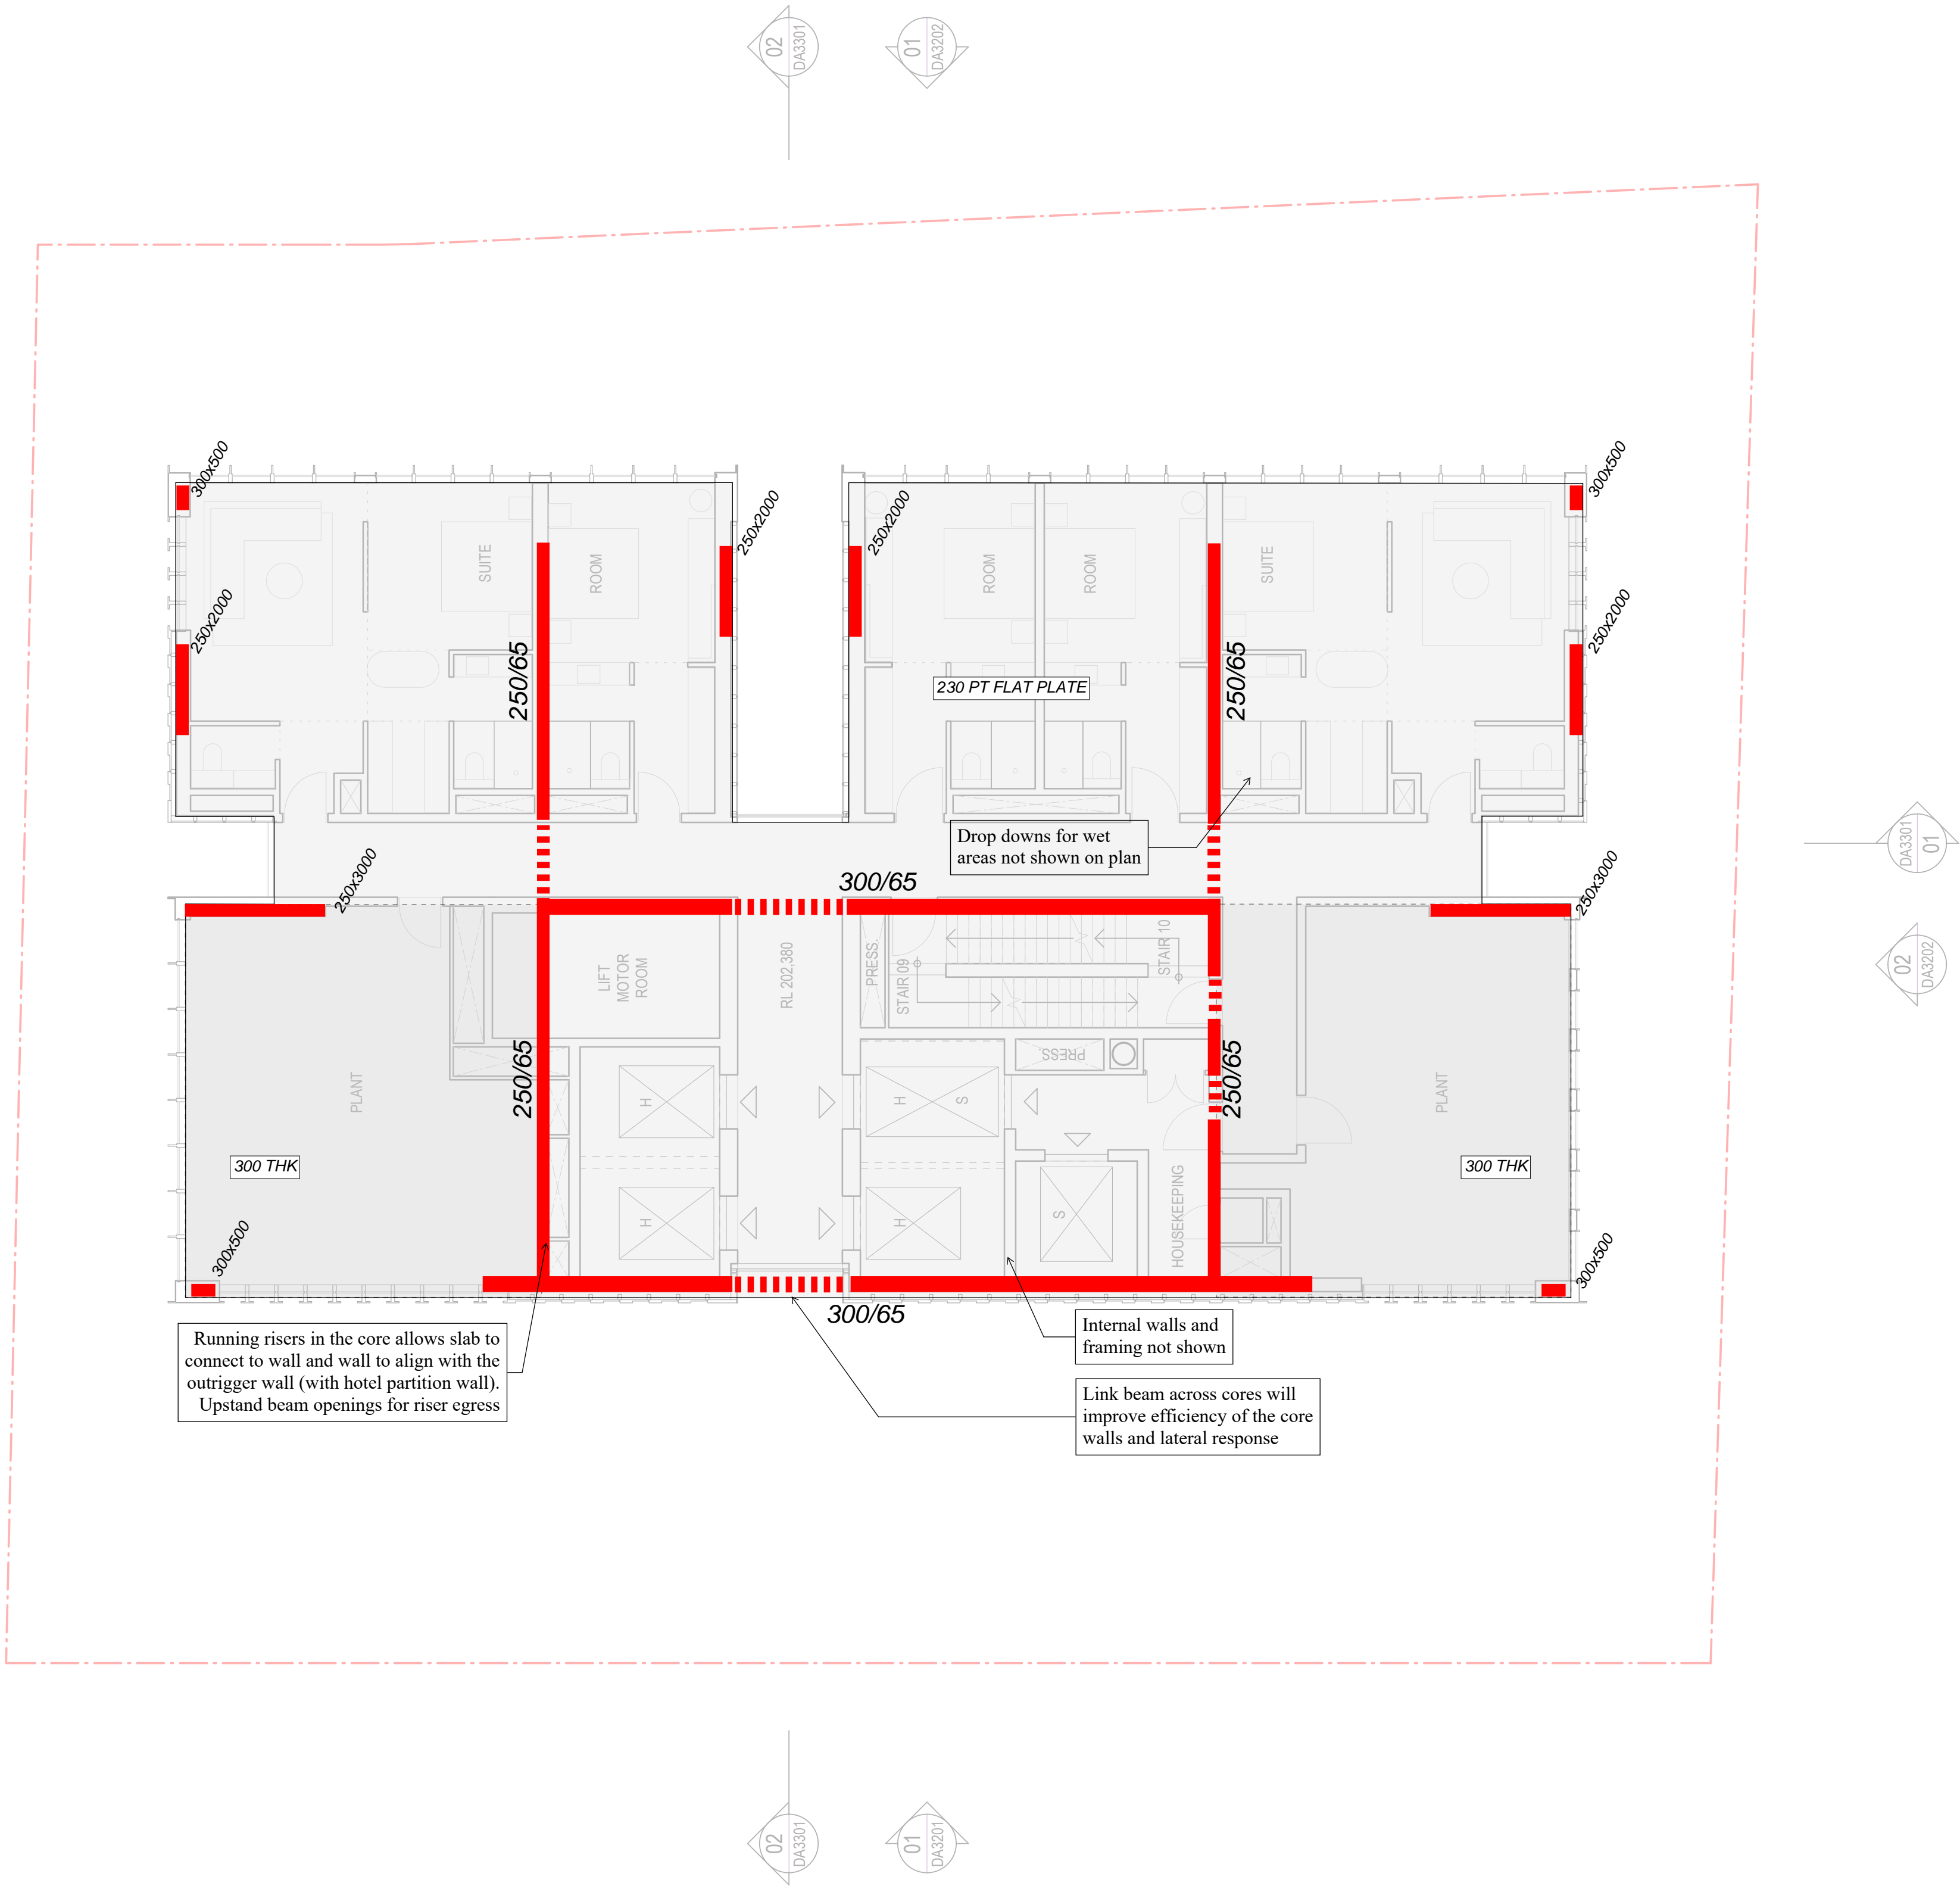 02
DA3301
01
DA3202
300x500
300x500
250x2000
250x2000
SUITE
ROOM
ROOM
ROOM
SUITE
250x2000
250x2000
250/65
250/65
230 PT FLAT PLATE
Drop downs for wet
areas not shown on plan
DA3301
01
300/65
250x3000
250x3000
02
DA3202
LIFT
MOTOR
ROOM
RL 202,380
PRESS.
STAIR 09
STAIR 10
PRESS.
PLANT
250/65
H
H
S
250/65
PLANT
300 THK
300 THK
H
H
S
HOUSEKEEPING
300x500
300x500
300/65
Running risers in the core allows slab to
connect to wall and wall to align with the
outrigger wall (with hotel partition wall).
Upstand beam openings for riser egress
Internal walls and
framing not shown
Link beam across cores will
improve efficiency of the core
walls and lateral response
02
DA3301
01
DA3201